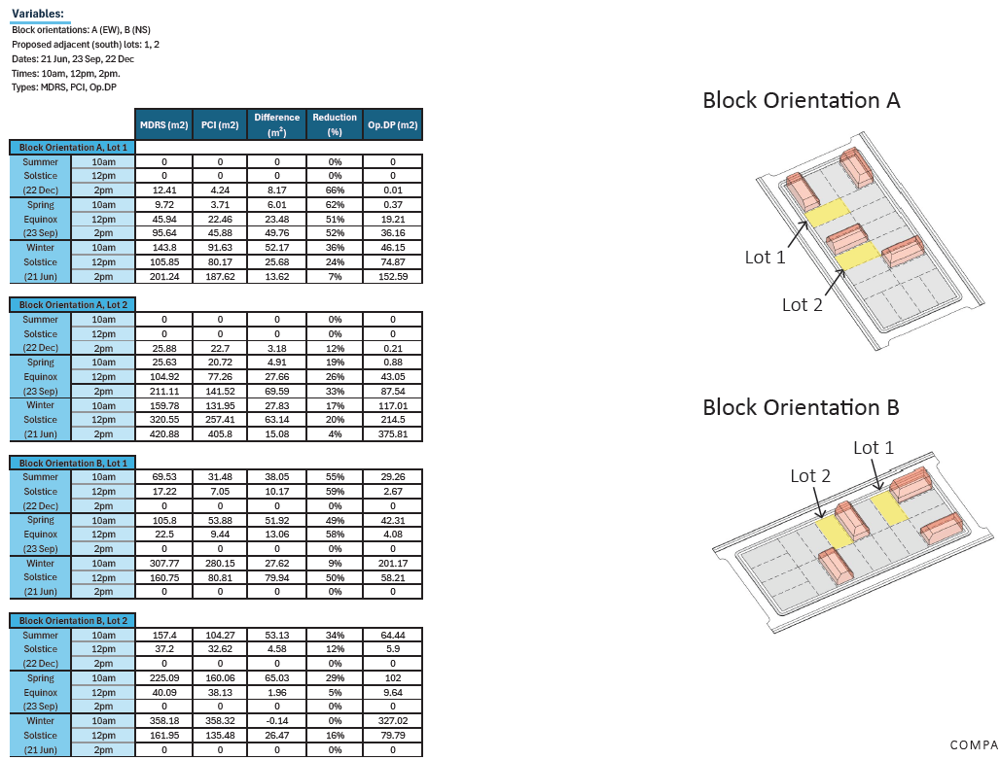 Variables:
Block orientations: A (EW), B (NS)
Proposed adjacent (south) lots: 1, 2
Dates: 21 Jun, 23 Sep, 22 Dec
Times: 10am, 12pm, 2pm.
Types: MDRS, PCI, Op.DP
MDRS (m2) PCI (m2) Difference (m²) Reduction (%) Op.DP (m2)
Block Orientation A, Lot 1
Summer 10am 0 0 0 0% 0
Solstice 12pm 0 0 0 0% 0
(22 Dec) 2pm 12.41 4.24 8.17 66% 0.01
Spring 10am 9.72 3.71 6.01 62% 0.37
Equinox 12pm 45.94 22.46 23.48 51% 19.21
(23 Sep) 2pm 95.64 45.88 49.76 52% 36.16
Winter 10am 143.8 91.63 52.17 36% 46.15
Solstice 12pm 105.85 80.17 25.68 24% 74.87
(21 Jun) 2pm 201.24 187.62 13.62 7% 152.59
Block Orientation A, Lot 2
Summer 10am 0 0 0 0% 0
Solstice 12pm 0 0 0 0% 0
(22 Dec) 2pm 25.88 22.7 3.18 12% 0.21
Spring 10am 25.63 20.72 4.91 19% 0.88
Equinox 12pm 104.92 77.26 27.66 26% 43.05
(23 Sep) 2pm 211.11 141.52 69.59 33% 87.54
Winter 10am 159.78 131.95 27.83 17% 117.01
Solstice 12pm 320.55 257.41 63.14 20% 214.5
(21 Jun) 2pm 420.88 405.8 15.08 4% 375.81
Block Orientation B, Lot 1
Summer 10am 69.53 31.48 38.05 55% 29.26
Solstice 12pm 17.22 7.05 10.17 59% 2.67
(22 Dec) 2pm 0 0 0 0% 0
Spring 10am 105.8 53.88 51.92 49% 42.31
Equinox 12pm 22.5 9.44 13.06 58% 4.08
(23 Sep) 2pm 0 0 0 0% 0
Winter 10am 307.77 280.15 27.62 9% 201.17
Solstice 12pm 160.75 80.81 79.94 50% 58.21
(21 Jun) 2pm 0 0 0 0% 0
Block Orientation B, Lot 2
Summer 10am 157.4 104.27 53.13 34% 64.44
Solstice 12pm 37.2 32.62 4.58 12% 5.9
(22 Dec) 2pm 0 0 0 0% 0
Spring 10am 225.09 160.06 65.03 29% 102
Equinox 12pm 40.09 38.13 1.96 5% 9.64
(23 Sep) 2pm 0 0 0 0% 0
Winter 10am 358.18 358.32 -0.14 0% 327.02
Solstice 12pm 161.95 135.48 26.47 16% 79.79
(21 Jun) 2pm 0 0 0 0% 0
Block Orientation A
Lot 1
Lot 2
Block Orientation B
Lot 1
Lot 2
COMPA